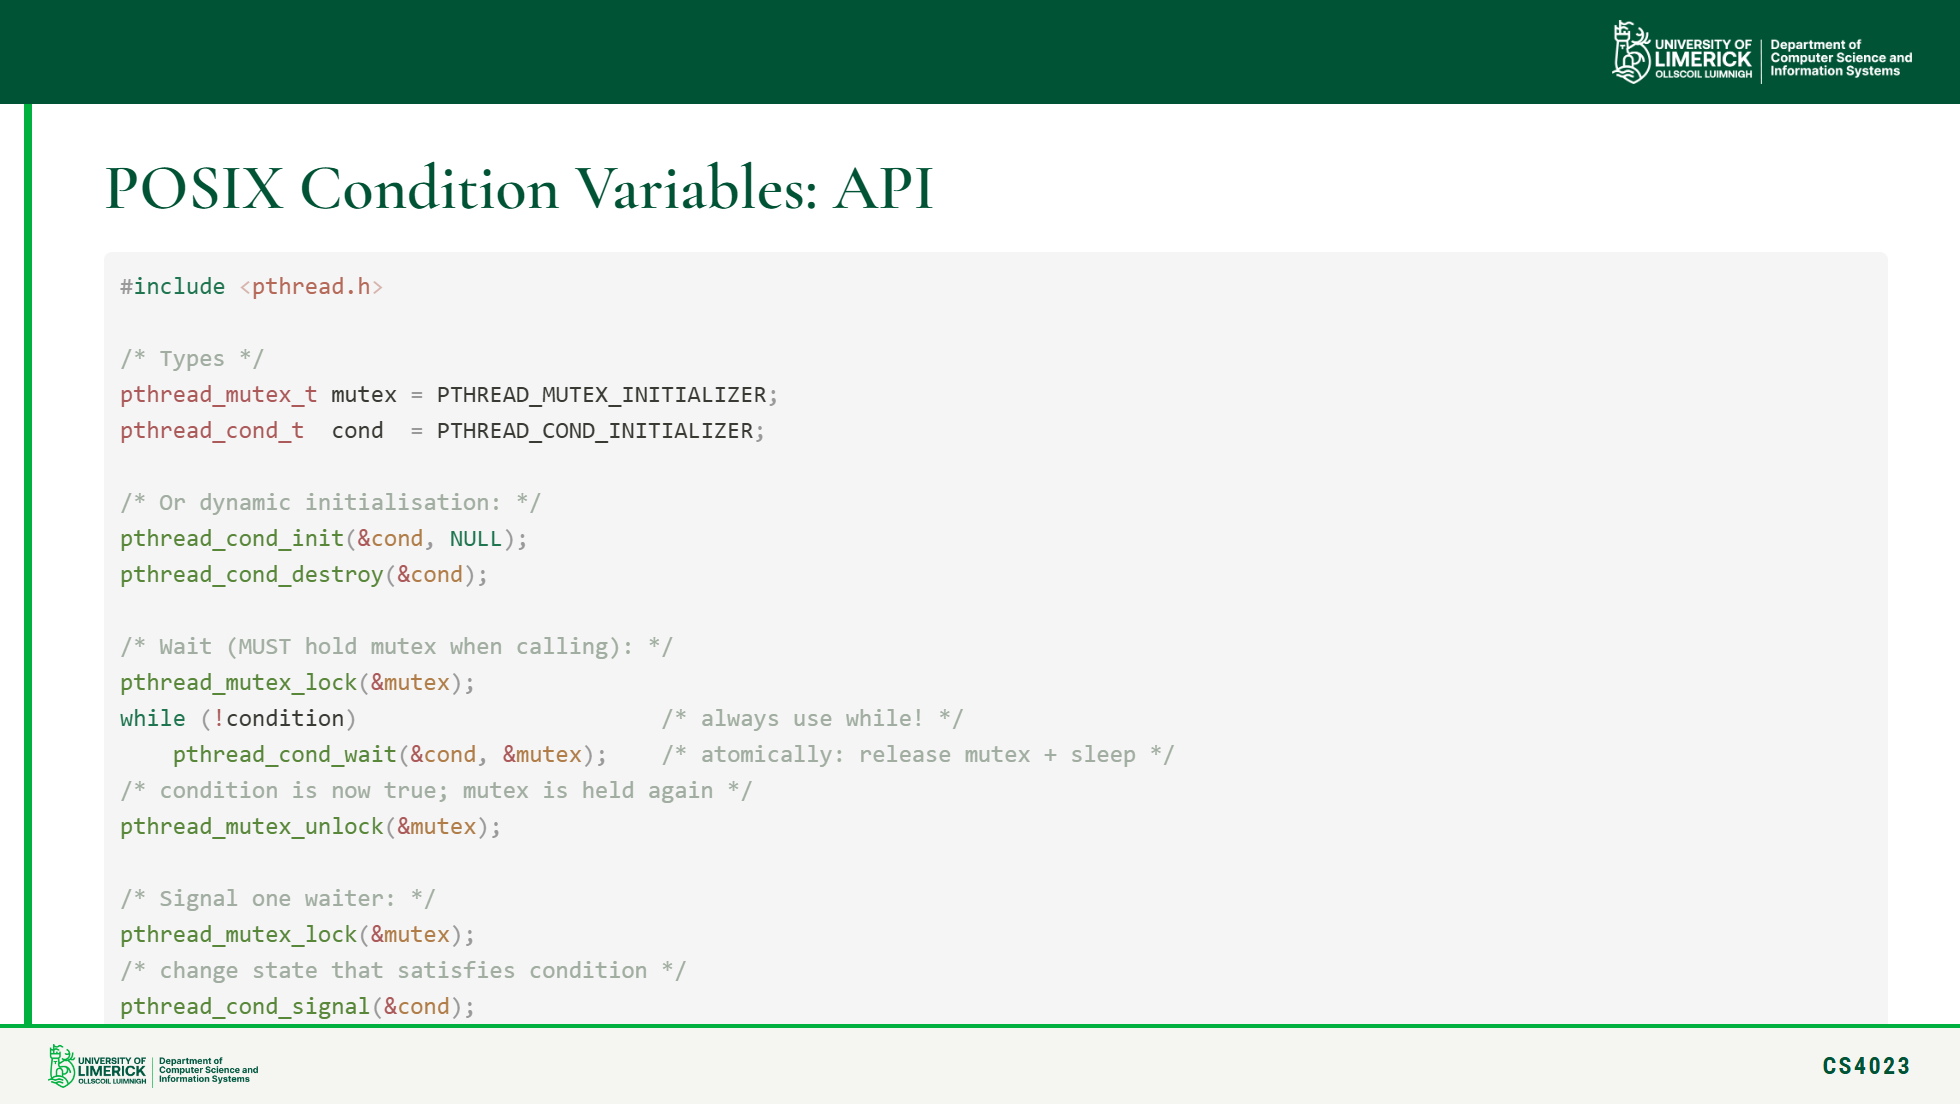 UNIVERSITY OF
LIMERICK
OLLSCOIL LUIMNIGH
Department of
Computer Science and
Information Systems
POSIX Condition Variables: API
#include <pthread.h>
/* Types */
pthread_mutex_t mutex = PTHREAD_MUTEX_INITIALIZER;
pthread_cond_t  cond  = PTHREAD_COND_INITIALIZER;
/* Or dynamic initialisation: */
pthread_cond_init(&cond, NULL);
pthread_cond_destroy(&cond);
/* Wait (MUST hold mutex when calling): */
pthread_mutex_lock(&mutex);
while (!condition)                       /* always use while! */
    pthread_cond_wait(&cond, &mutex);    /* atomically: release mutex + sleep */
/* condition is now true; mutex is held again */
pthread_mutex_unlock(&mutex);
/* Signal one waiter: */
pthread_mutex_lock(&mutex);
/* change state that satisfies condition */
pthread_cond_signal(&cond);
UNIVERSITY OF
LIMERICK
OLLSCOIL LUIMNIGH
Department of
Computer Science and
Information Systems
CS4023